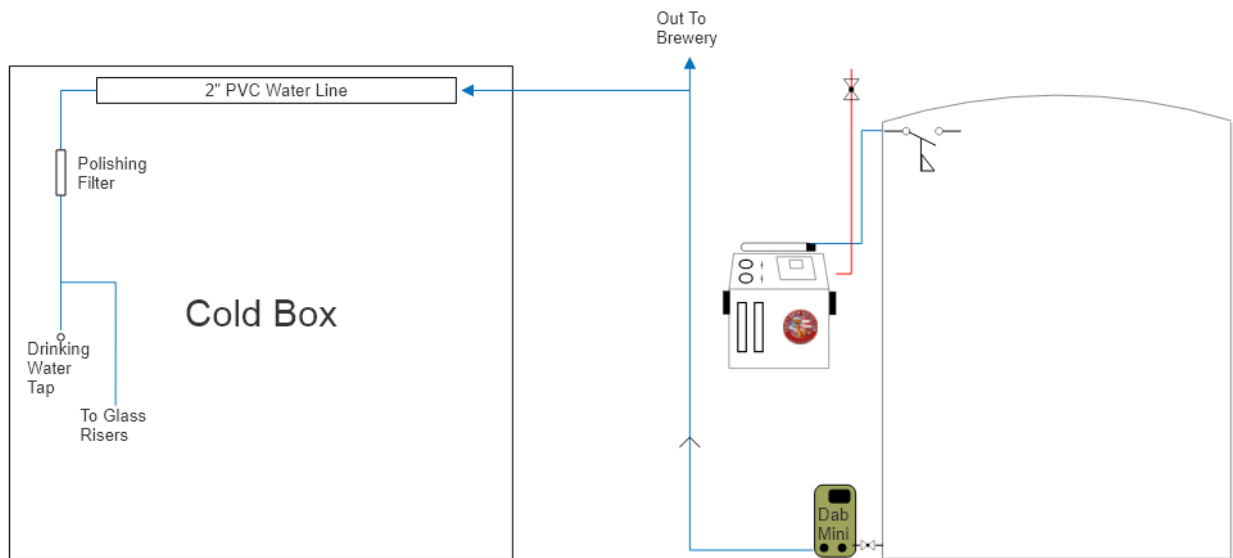 Out To
Brewery
2" PVC Water Line
Polishing
Filter
Cold Box
Drinking
Water
Tap
To Glass
Risers
Dab
Mini